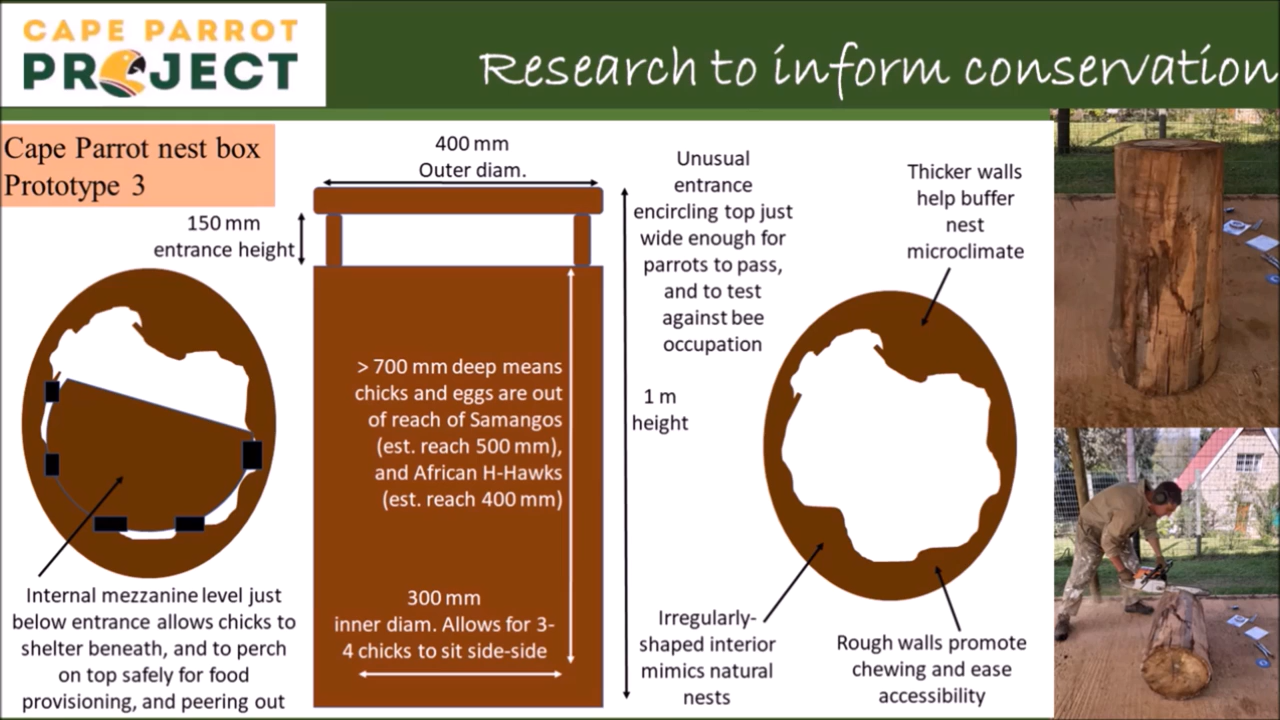 CAPE PARROT
PROJECT
Research to inform conservation
Cape Parrot nest box
Prototype 3
400 mm
Outer diam.
150 mm
entrance height
Unusual
entrance
encircling top just
wide enough for
parrots to pass,
and to test
against bee
occupation
Thicker walls
help buffer
nest
microclimate
> 700 mm deep means
chicks and eggs are out
of reach of Samangos
(est. reach 500 mm),
and African H-Hawks
(est. reach 400 mm)
1 m
height
300 mm
inner diam. Allows for 3-
4 chicks to sit side-side
Internal mezzanine level just
below entrance allows chicks to
shelter beneath, and to perch
on top safely for food
provisioning, and peering out
Irregularly-
shaped interior
mimics natural
nests
Rough walls promote
chewing and ease
accessibility